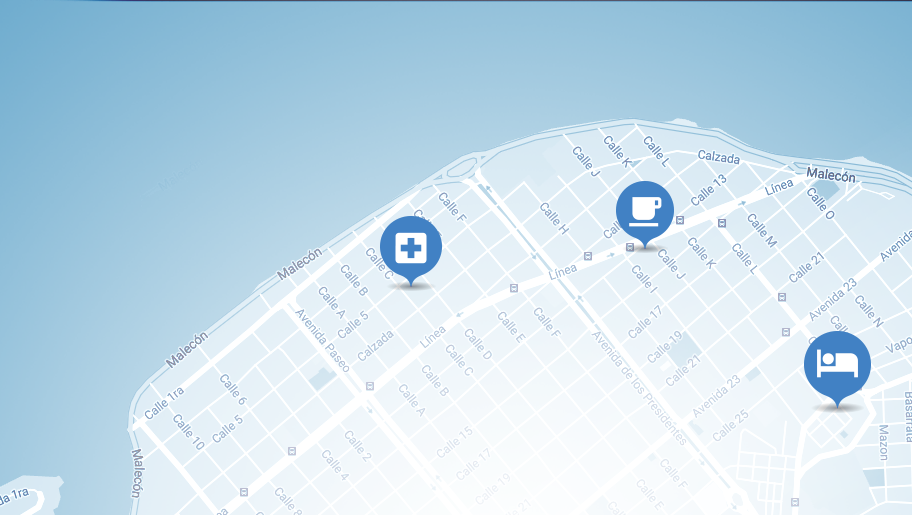 Calle L
Calle K
Calle J
Calzada
Malecón
Línea
Calle 13
Calle O
Calle F
Calle H
Calle M
Avenida
Calle C
Malecón
Calle K
Calle J
Calle L
Calle 21
Línea
Calle B
Calle I
Avenida 23
Calle A
Calle 5
Calle N
Calle 17
Avenida Paseo
Línea
Calle F
Calle E
Calzada
Calle D
Calle 19
Malecón
Calle C
Calle 21
Avenida de los Presidentes
Calle B
Avenida 23
Calle 6
Calle 1ra
Calle A
Calle 5
Calle 10
Calle 25
Calle 15
Calle 2
Mazon
Calle 4
Calle 17
Malecón
Calle F
Calle 19
Calle E
1ra